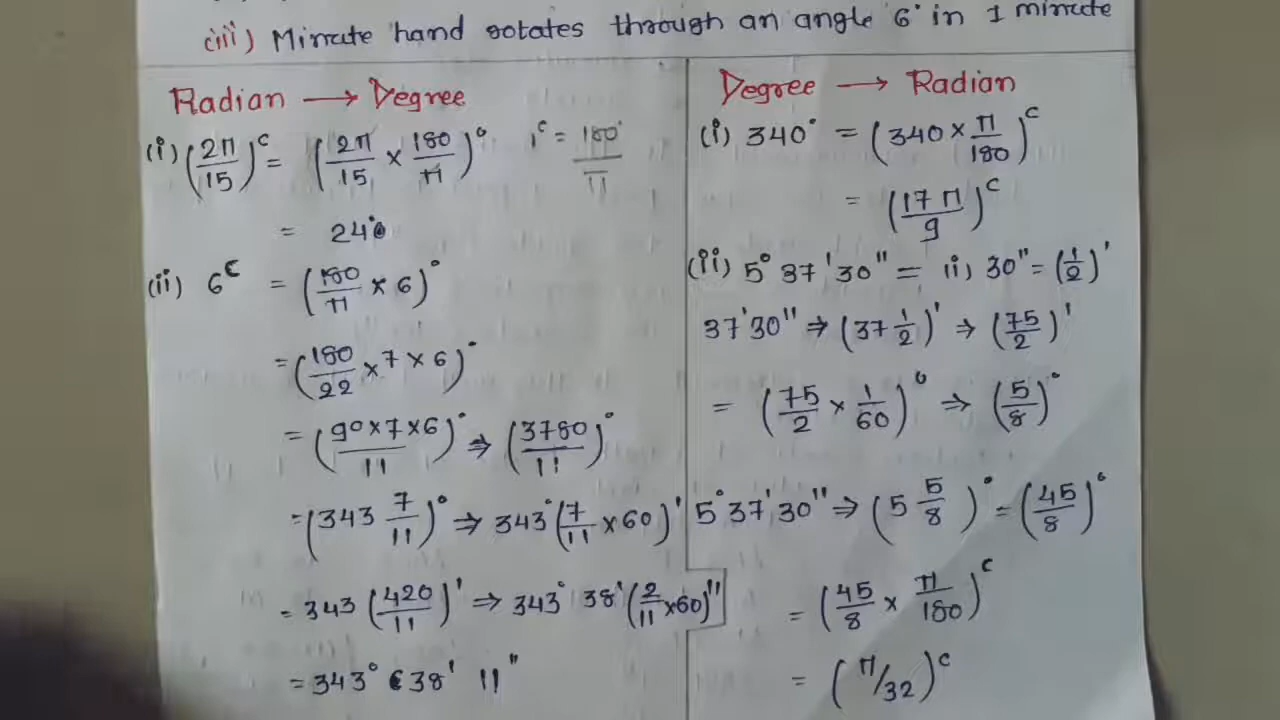 (iii) Minute hand rotates through an angle 6° in 1 minute
Radian → Degree
(i) (2π/15)ᶜ = (2π/15 × 180/π)° 1ᶜ = 180°/π
= 24°
(ii) 6ᶜ = (180/π × 6)°
= (180/22 × 7 × 6)°
= (90×7×6/11)° ⇒ (3780/11)°
= (343 7/11)° ⇒ 343° (7/11 × 60)'
= 343 (420/11)' ⇒ 343° 38' (2/11 ×60)"
= 343° 38' 11"
Degree → Radian
(i) 340° = (340 × π/180)ᶜ
= (17π/9)ᶜ
(ii) 5° 37' 30" = (i) 30" = (1/2)'
37'30" ⇒ (37 1/2)' ⇒ (75/2)'
= (75/2 × 1/60)° ⇒ (5/8)°
5° 37' 30" ⇒ (5 5/8)° = (45/8)°
= (45/8 × π/180)ᶜ
= (π/32)ᶜ